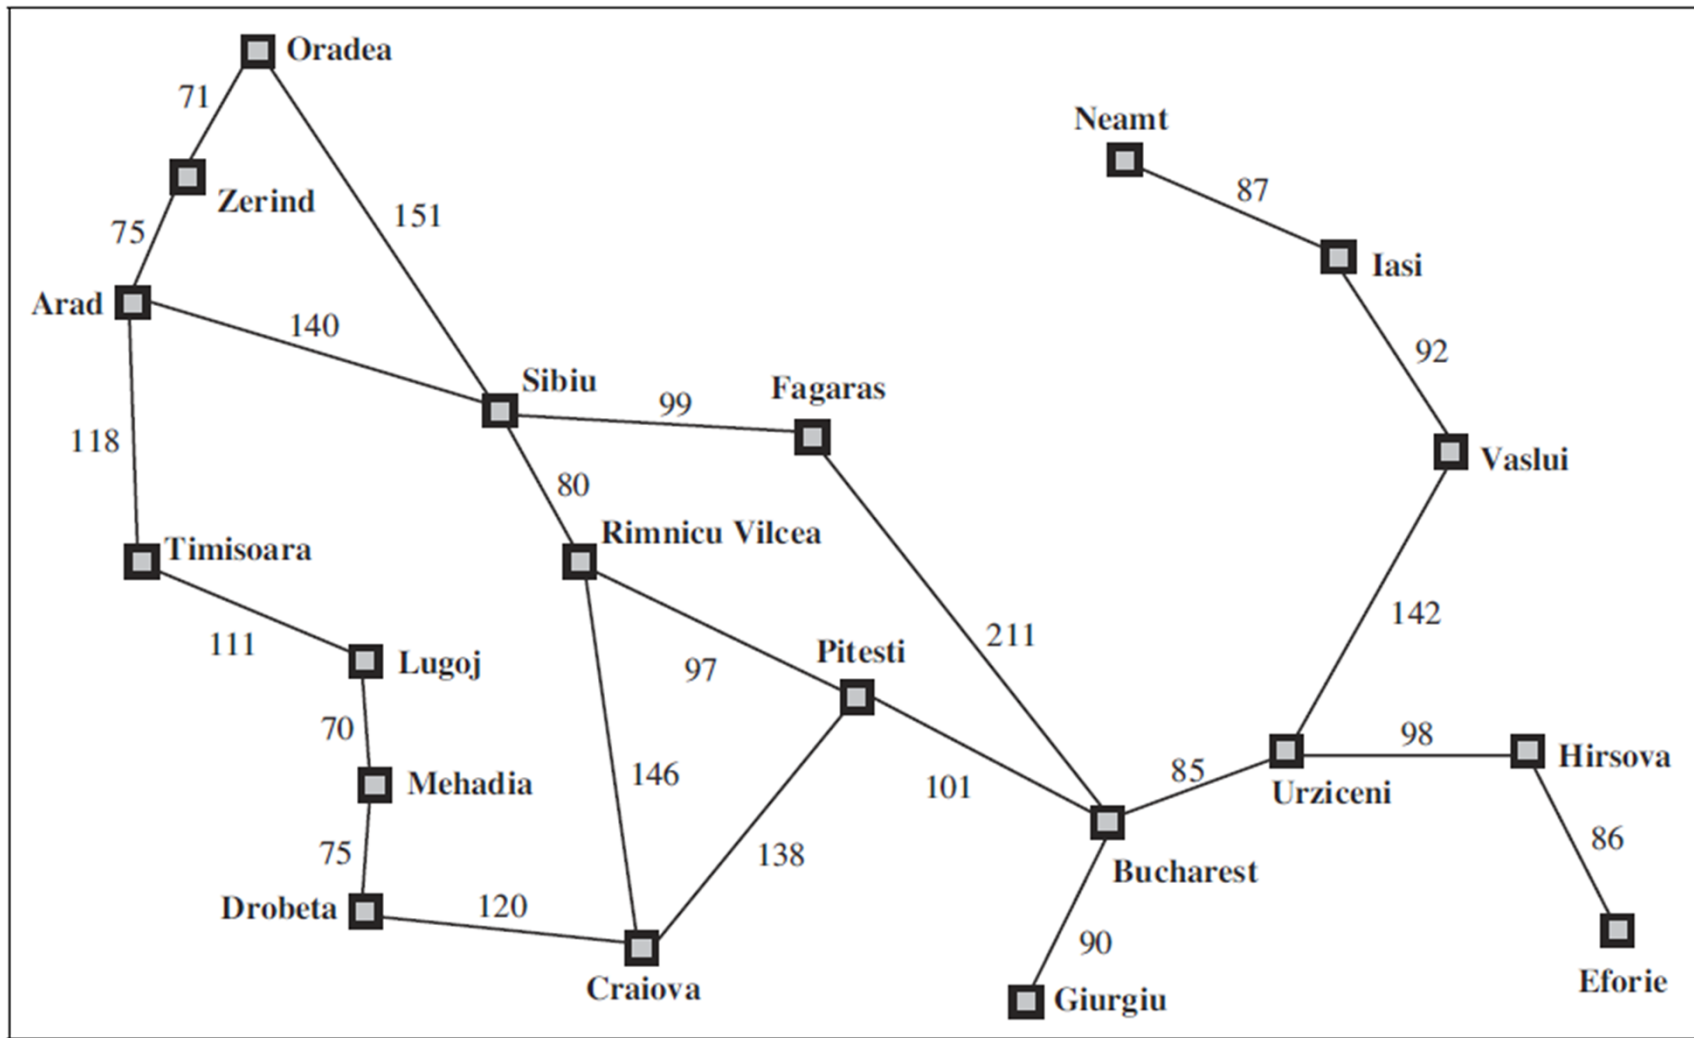 Oradea
71
Neamt
87
Zerind
151
75
Iasi
Arad
140
92
Sibiu
Fagaras
99
118
Vaslui
80
Rimnicu Vilcea
Timisoara
142
111
211
Lugoj
97
Pitesti
70
98
Hirsova
146
85
Mehadia
101
Urziceni
75
138
86
Bucharest
Drobeta
120
90
Eforie
Craiova
Giurgiu